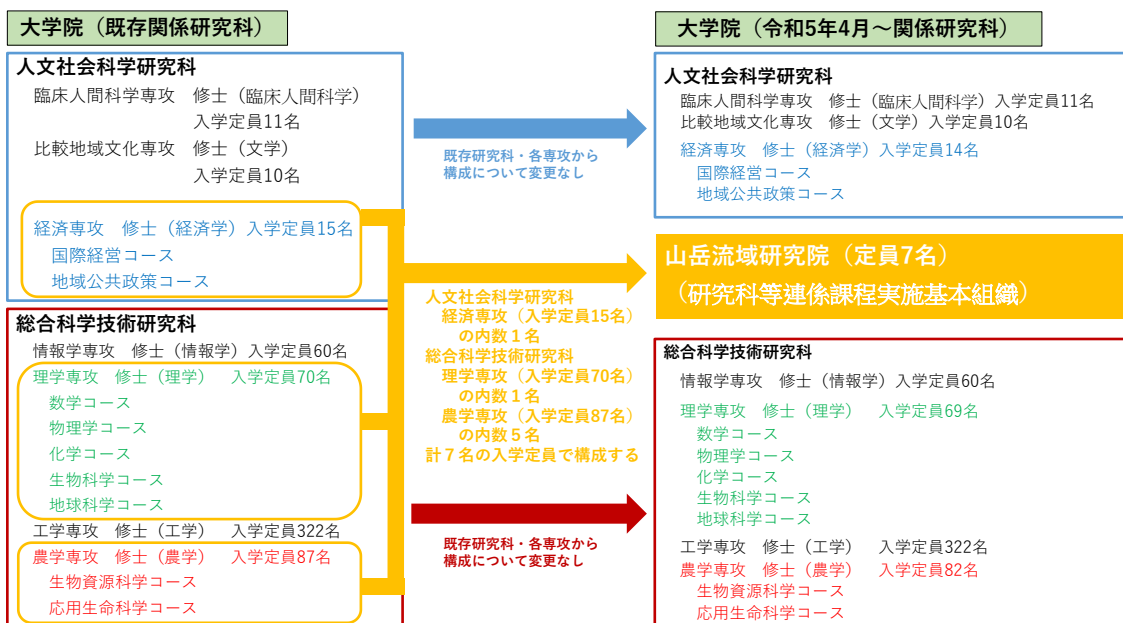 大学院（既存関係研究科）
人文社会科学研究科
臨床人間科学専攻　修士（臨床人間科学）
入学定員11名
比較地域文化専攻　修士（文学）
入学定員10名
経済専攻　修士（経済学）入学定員15名
国際経営コース
地域公共政策コース
総合科学技術研究科
情報学専攻　修士（情報学）入学定員60名
理学専攻　修士（理学）　入学定員70名
数学コース
物理学コース
化学コース
生物科学コース
地球科学コース
工学専攻　修士（工学）　入学定員322名
農学専攻　修士（農学）　入学定員87名
生物資源科学コース
応用生命科学コース
既存研究科・各専攻から
構成について変更なし
人文社会科学研究科
経済専攻（入学定員15名）
の内数１名
総合科学技術研究科
理学専攻（入学定員70名）
の内数１名
農学専攻（入学定員87名）
の内数５名
計７名の入学定員で構成する
既存研究科・各専攻から
構成について変更なし
大学院（令和5年4月～関係研究科）
人文社会科学研究科
臨床人間科学専攻　修士（臨床人間科学）入学定員11名
比較地域文化専攻　修士（文学）入学定員10名
経済専攻　修士（経済学）入学定員14名
国際経営コース
地域公共政策コース
山岳流域研究院（定員7名）
（研究科等連係課程実施基本組織）
総合科学技術研究科
情報学専攻　修士（情報学）入学定員60名
理学専攻　修士（理学）　入学定員69名
数学コース
物理学コース
化学コース
生物科学コース
地球科学コース
工学専攻　修士（工学）　入学定員322名
農学専攻　修士（農学）　入学定員82名
生物資源科学コース
応用生命科学コース